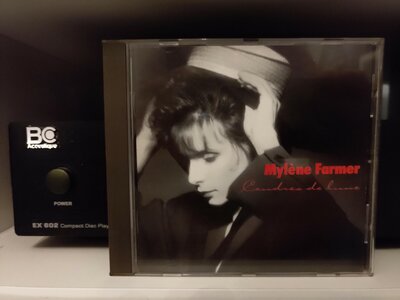 BC
Acoustique
POWER
EX 602 Compact Disc Play
Mylène Farmer
Cendres de lune